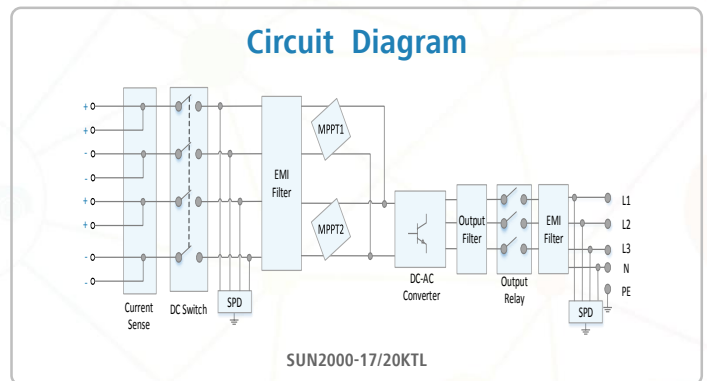 Circuit Diagram
+
+
-
-
+
+
-
-
Current
Sense
DC Switch
SPD
EMI
Filter
MPPT1
MPPT2
DC-AC
Converter
Output
Filter
Output
Relay
EMI
Filter
L1
L2
L3
N
PE
SPD
SUN2000-17/20KTL